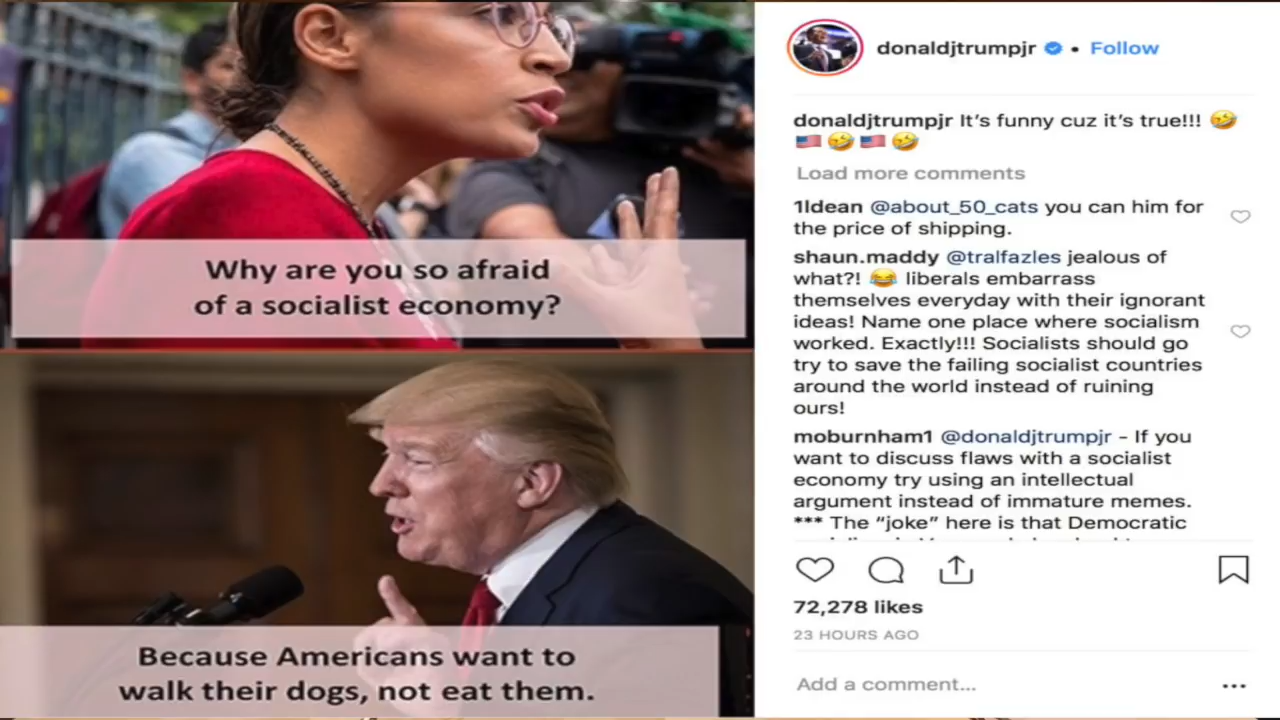 Why are you so afraid
of a socialist economy?
Because Americans want to
walk their dogs, not eat them.
donaldjtrumpjr • Follow
donaldjtrumpjr It's funny cuz it's true!!! 🤣
🇺🇸 🤣 🇺🇸 🤣
Load more comments
1ldean @about_50_cats you can him for
the price of shipping.
shaun.maddy @tralfazles jealous of
what?! 😂 liberals embarrass
themselves everyday with their ignorant
ideas! Name one place where socialism
worked. Exactly!!! Socialists should go
try to save the failing socialist countries
around the world instead of ruining
ours!
moburnham1 @donaldjtrumpjr - If you
want to discuss flaws with a socialist
economy try using an intellectual
argument instead of immature memes.
*** The "joke" here is that Democratic
72,278 likes
23 HOURS AGO
Add a comment...